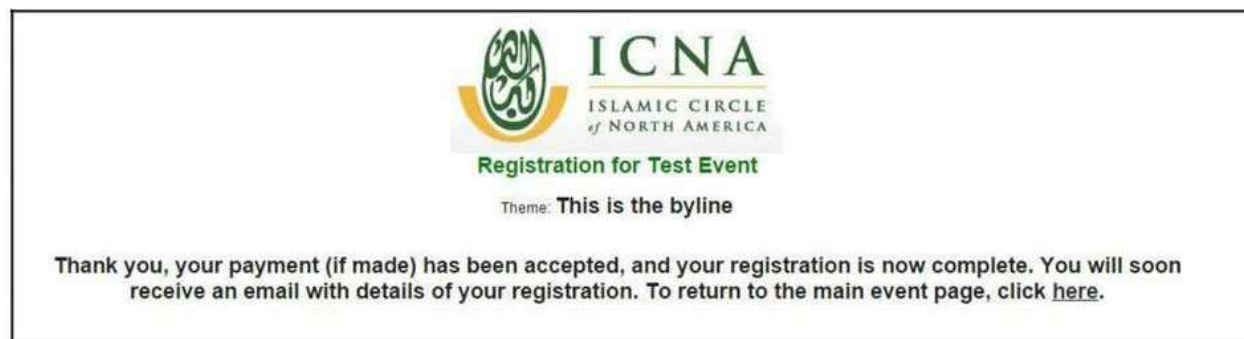 ICNA
ISLAMIC CIRCLE
of NORTH AMERICA
Registration for Test Event
Theme: This is the byline
Thank you, your payment (if made) has been accepted, and your registration is now complete. You will soon
receive an email with details of your registration. To return to the main event page, click here.